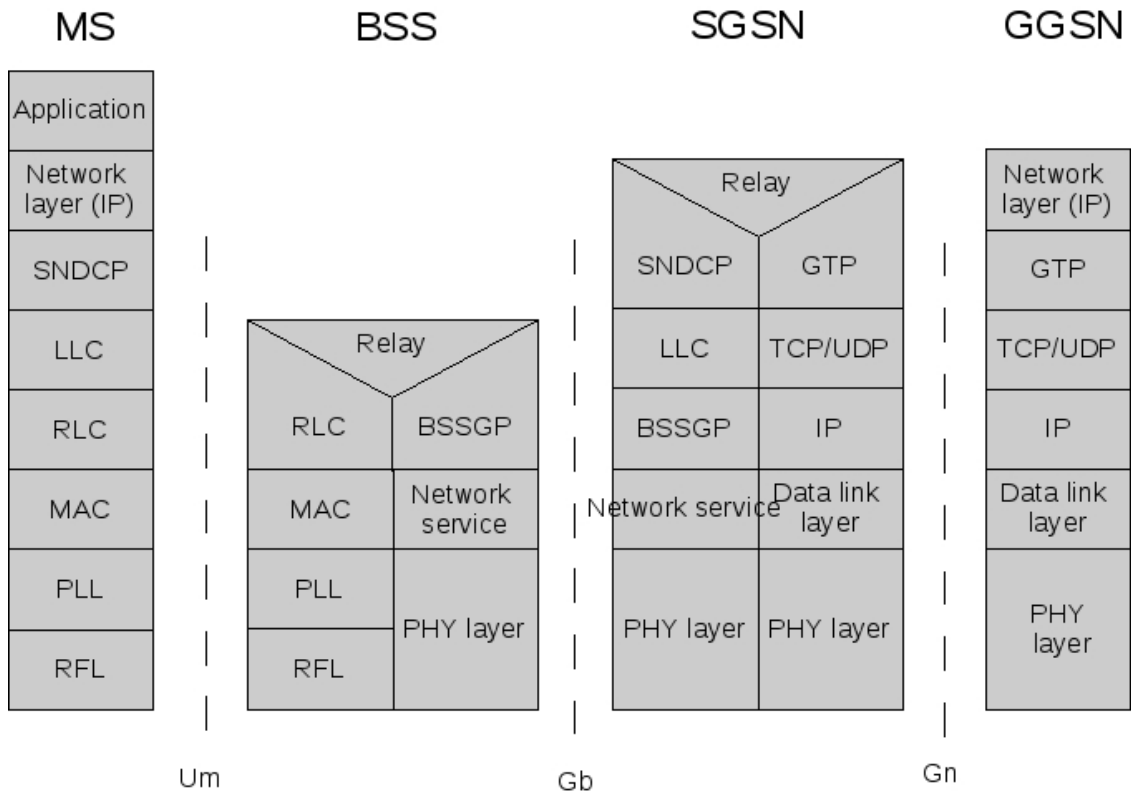 MS
BSS
SGSN
GGSN
Application
Network
layer (IP)
SNDCP
LLC
RLC
MAC
PLL
RFL
Um
Relay
RLC
BSSGP
MAC
Network
service
PLL
RFL
PHY layer
Gb
Relay
SNDCP
GTP
LLC
TCP/UDP
BSSGP
IP
Network service
Data link
layer
PHY layer
PHY layer
Gn
Network
layer (IP)
GTP
TCP/UDP
IP
Data link
layer
PHY
layer